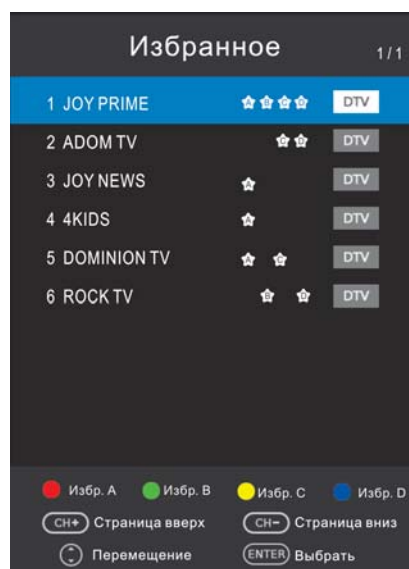 Избранное 1/1
1 JOY PRIME A B C D DTV
2 ADOM TV C D DTV
3 JOY NEWS A DTV
4 4KIDS A DTV
5 DOMINION TV A C DTV
6 ROCK TV B D DTV
Избр. A Избр. B Избр. C Избр. D
CH+ Страница вверх CH- Страница вниз
Перемещение ENTER Выбрать